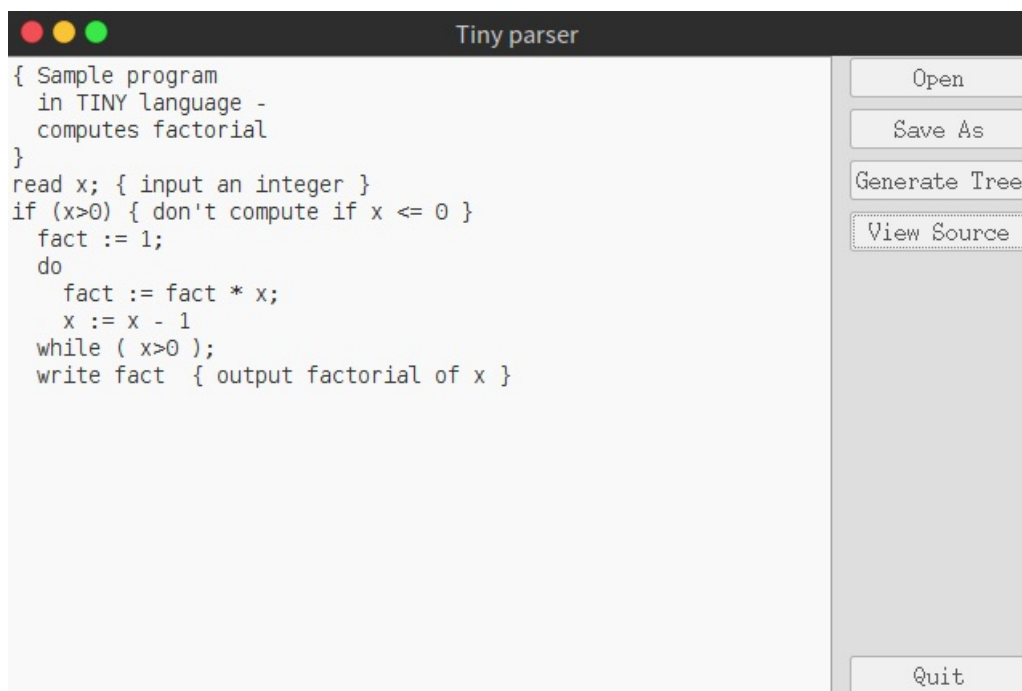 Tiny parser
{ Sample program
  in TINY language -
  computes factorial
}
read x; { input an integer }
if (x>0) { don't compute if x <= 0 }
  fact := 1;
  do
    fact := fact * x;
    x := x - 1
  while ( x>0 );
  write fact  { output factorial of x }
Open
Save As
Generate Tree
View Source
Quit